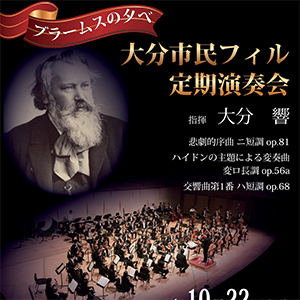 ブラームスの夕べ
大分市民フィル
定期演奏会
指揮 大分 響
悲劇的序曲 ニ短調 op.81
ハイドンの主題による変奏曲
変ロ長調 op.56a
交響曲第1番 ハ短調 op.68
10 22